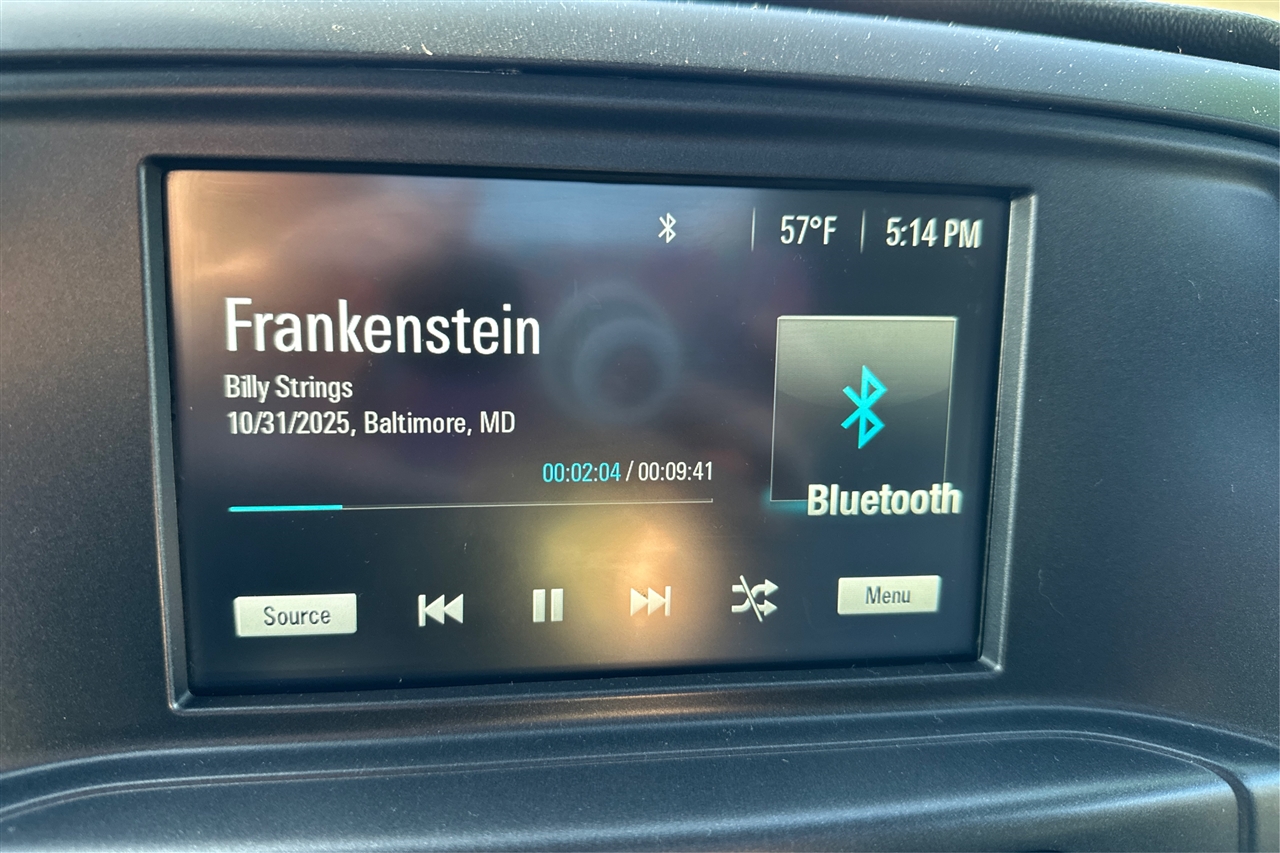 57°F
5:14 PM
Frankenstein
Billy Strings
10/31/2025, Baltimore, MD
00:02:04 / 00:09:41
Bluetooth
Source
Menu